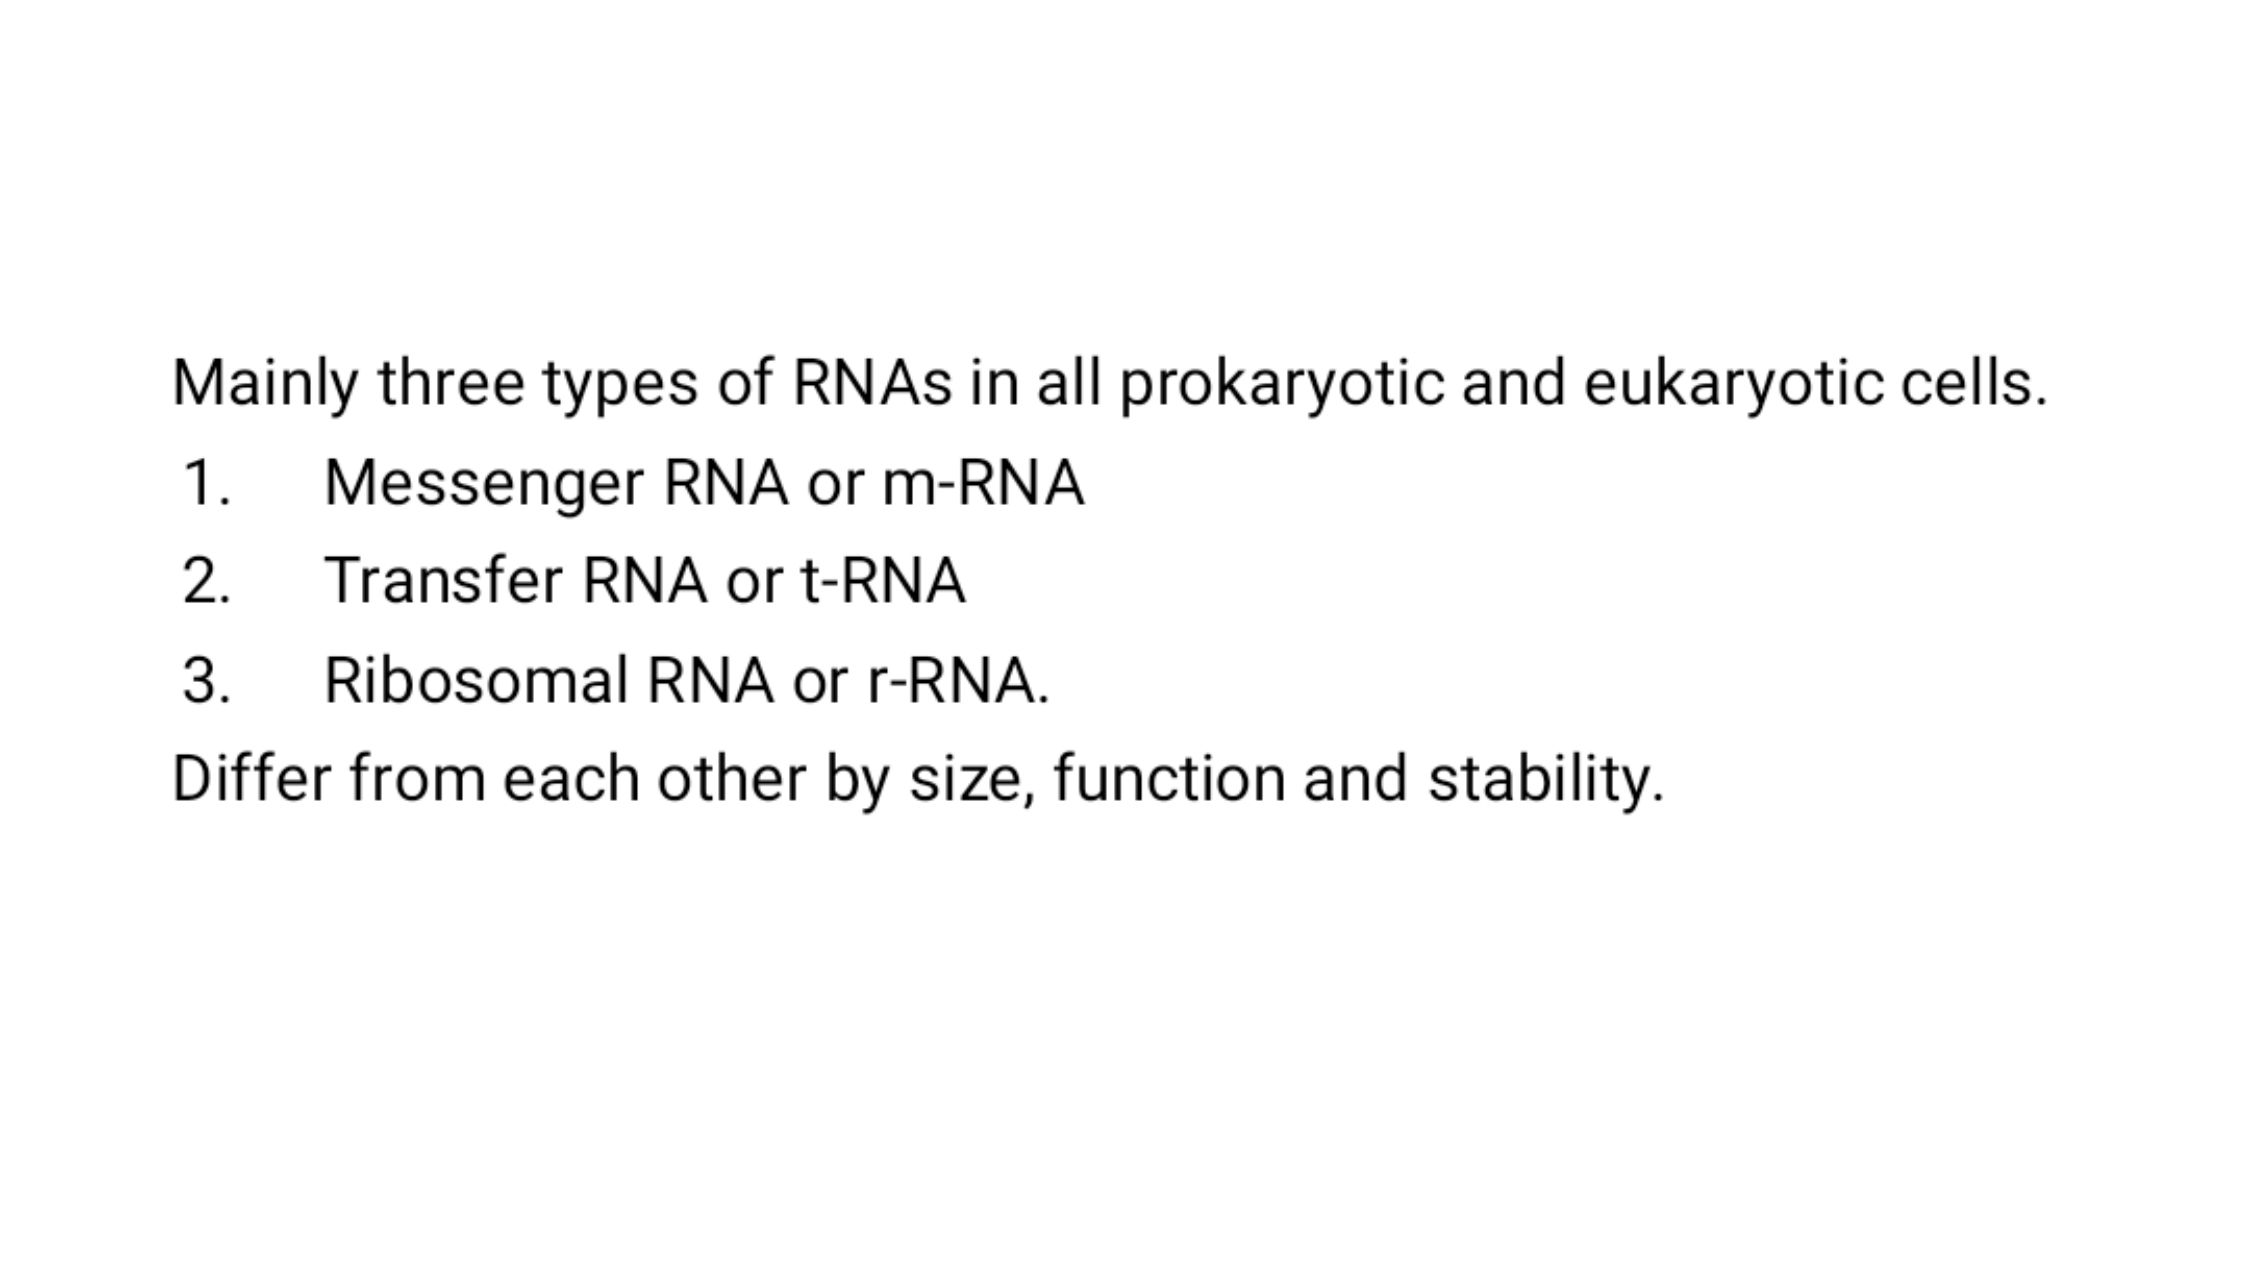 Mainly three types of RNAs in all prokaryotic and eukaryotic cells.
1. Messenger RNA or m-RNA
2. Transfer RNA or t-RNA
3. Ribosomal RNA or r-RNA.
Differ from each other by size, function and stability.